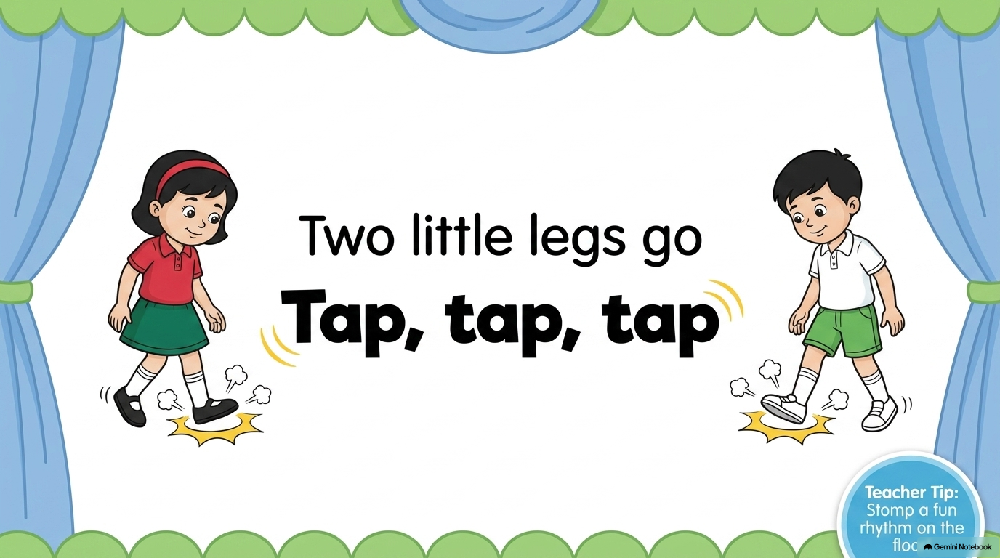 Two little legs go
Tap, tap, tap
Teacher Tip:
Stomp a fun
rhythm on the
Gemini Notebook